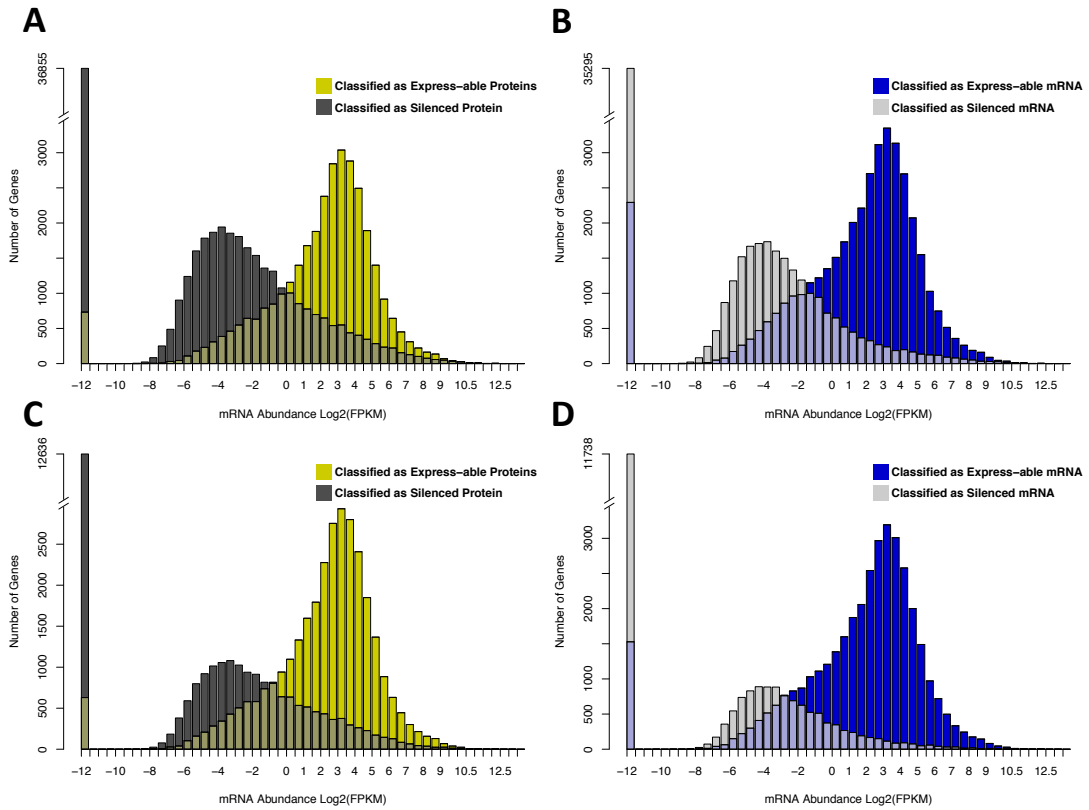 A
36855
3000
2000
1000
500
0
Number of Genes
Classified as Express−able Proteins
Classified as Silenced Protein
−12 −10 −8 −6 −4 −2 0 1 2 3 4 5 6 7 8 9 10.5 12.5
mRNA Abundance Log2(FPKM)
B
35295
3000
2000
1000
500
0
Number of Genes
Classified as Express−able mRNA
Classified as Silenced mRNA
−12 −10 −8 −6 −4 −2 0 1 2 3 4 5 6 7 8 9 10.5 12.5
mRNA Abundance Log2(FPKM)
C
12636
2500
2000
1500
1000
500
0
Number of Genes
Classified as Express−able Proteins
Classified as Silenced Protein
−12 −10 −8 −6 −4 −2 0 1 2 3 4 5 6 7 8 9 10.5 12.5
mRNA Abundance Log2(FPKM)
D
11738
3000
2000
1000
500
0
Number of Genes
Classified as Express−able mRNA
Classified as Silenced mRNA
−12 −10 −8 −6 −4 −2 0 1 2 3 4 5 6 7 8 9 10.5 12.5
mRNA Abundance Log2(FPKM)